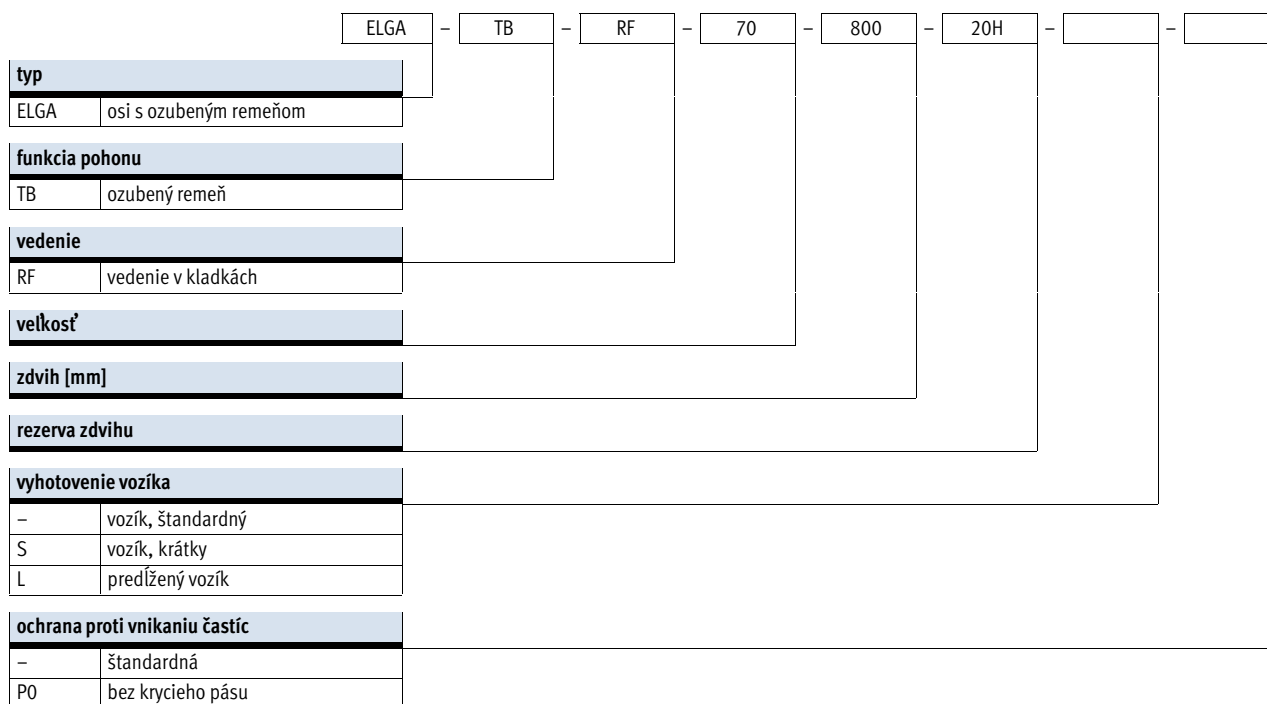 ELGA – TB – RF – 70 – 800 – 20H – –
typ
ELGA osi s ozubeným remeňom
funkcia pohonu
TB ozubený remeň
vedenie
RF vedenie v kladkách
veľkosť
zdvih [mm]
rezerva zdvihu
vyhotovenie vozíka
– vozík, štandardný
S vozík, krátky
L predĺžený vozík
ochrana proti vnikaniu častíc
– štandardná
P0 bez krycieho pásu